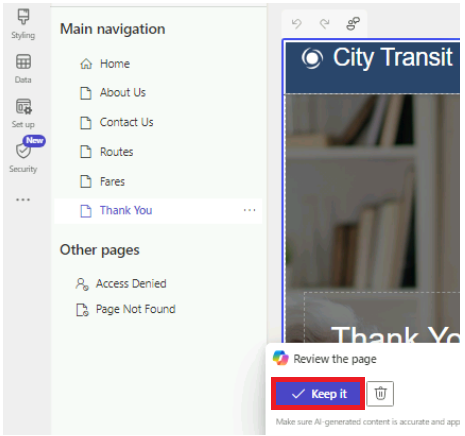 Styling
Data
Set up
New
Security
Main navigation
Home
About Us
Contact Us
Routes
Fares
Thank You
Other pages
Access Denied
Page Not Found
City Transit
Thank Yo
Review the page
Keep it
Make sure AI-generated content is accurate and app